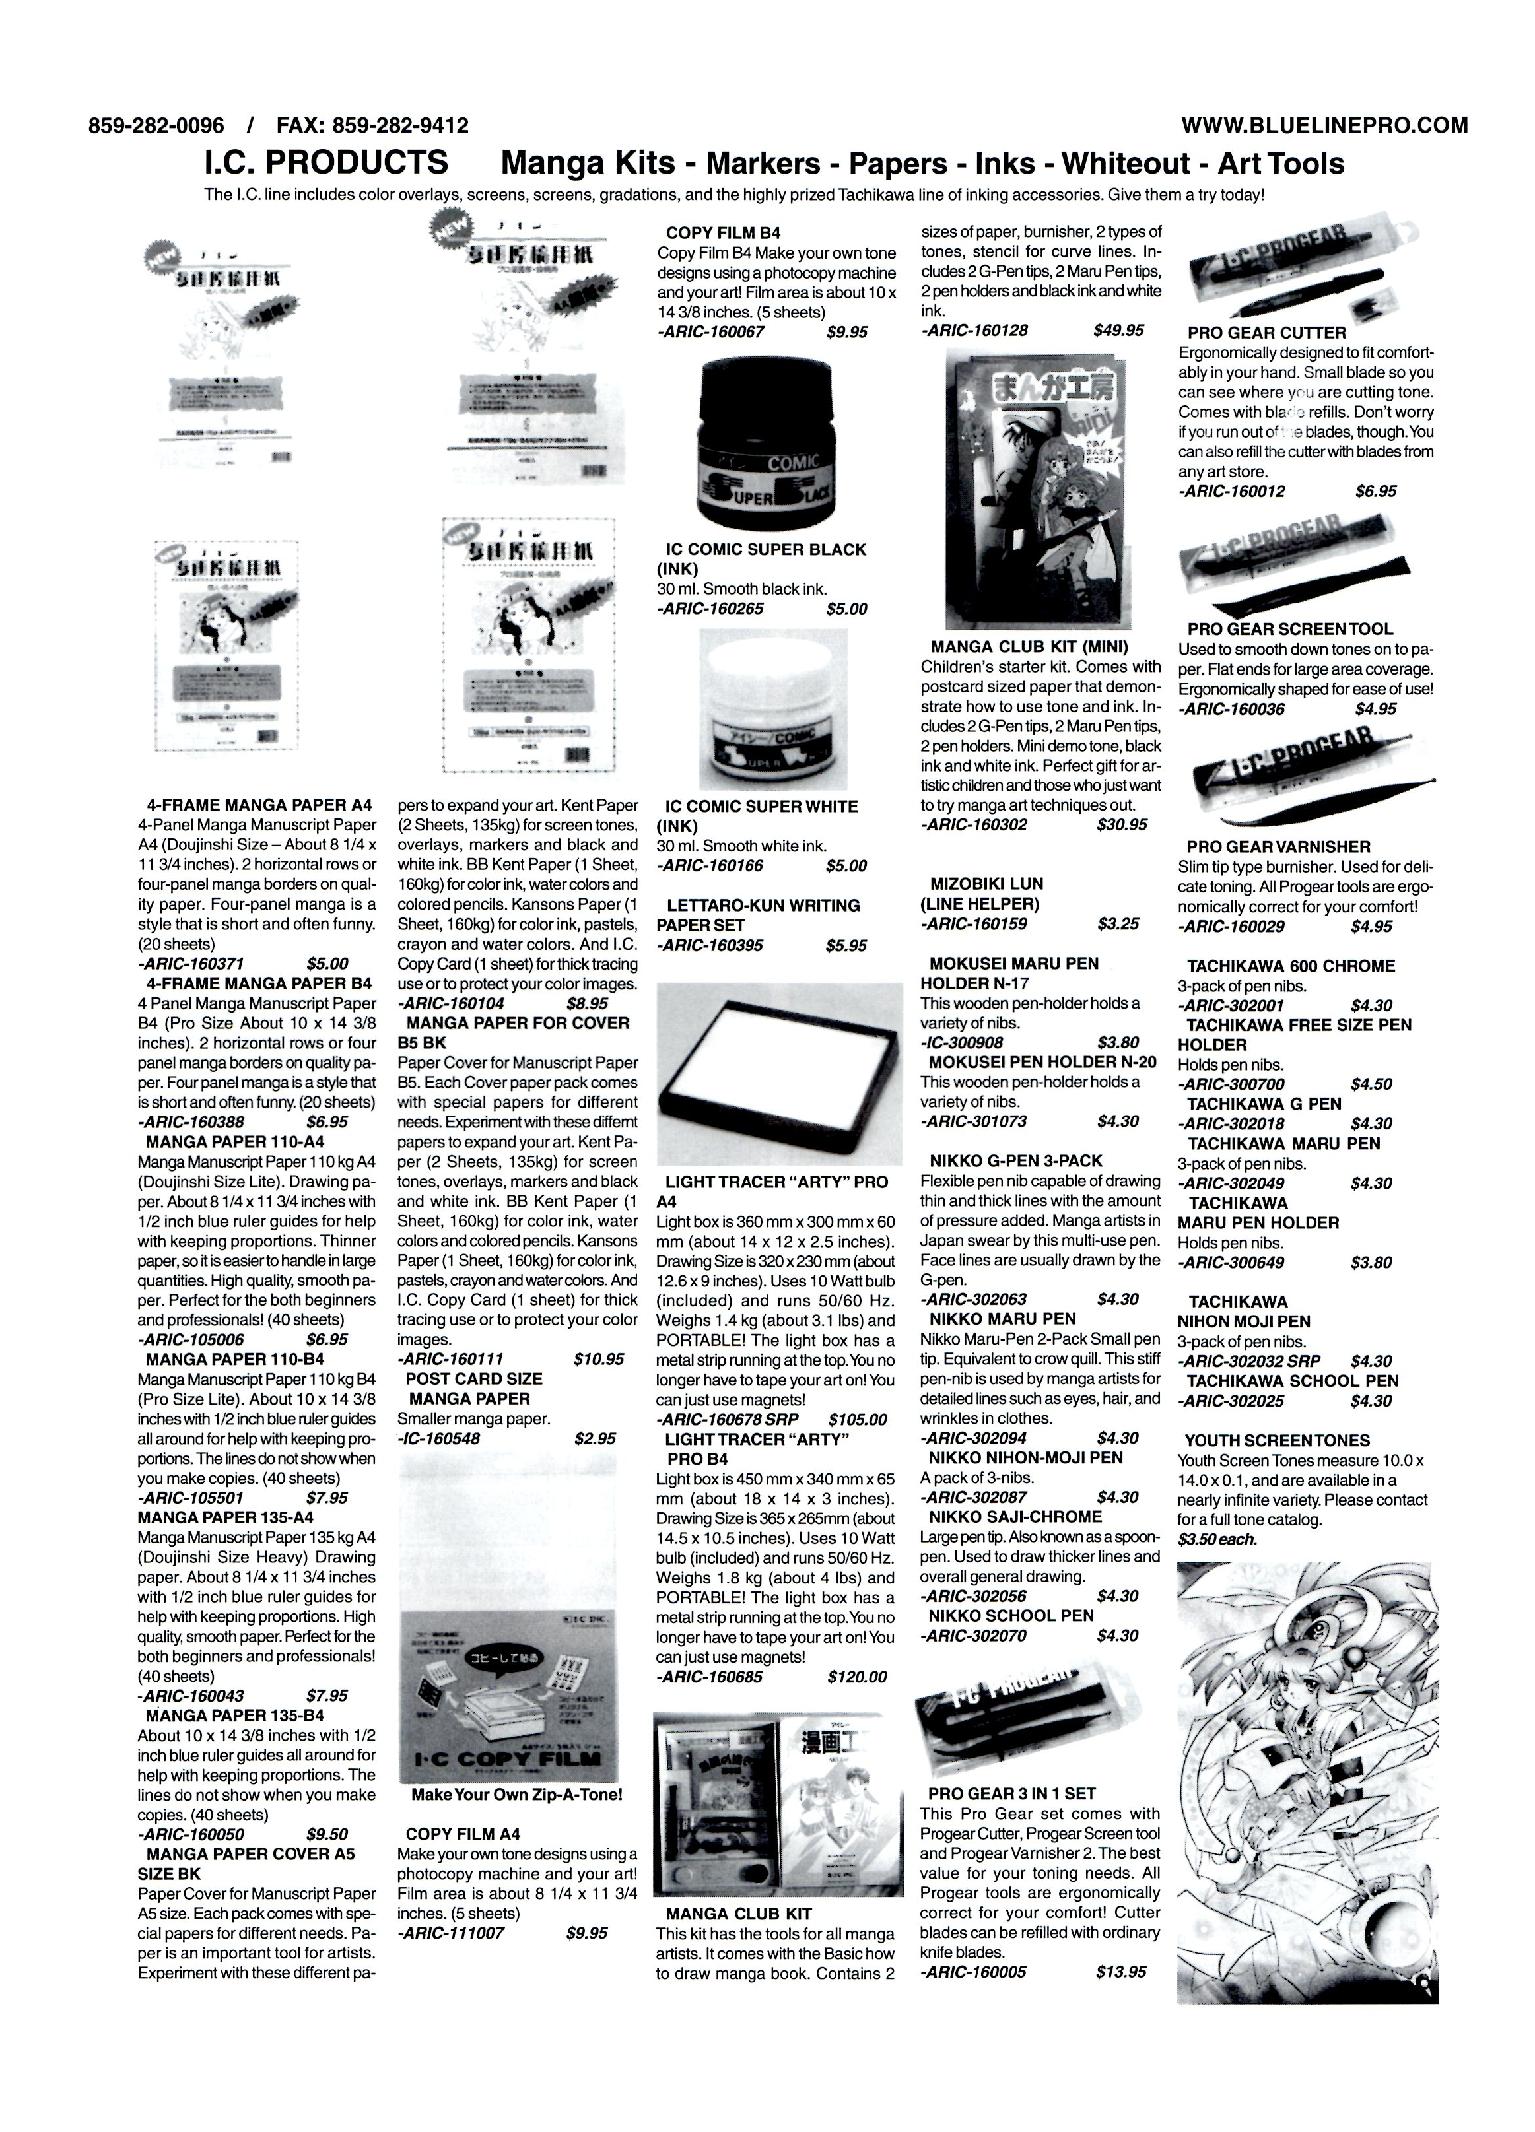 859-282-0096 / FAX: 859-282-9412
WWW.BLUELINEPRO.COM
I.C. PRODUCTS Manga Kits - Markers - Papers - Inks - Whiteout - Art Tools
The I.C. line includes color overlays, screens, screens, gradations, and the highly prized Tachikawa line of inking accessories. Give them a try today!
NEW
NEW
NEW
NEW
4-FRAME MANGA PAPER A4
4-Panel Manga Manuscript Paper
A4 (Doujinshi Size – About 8 1/4 x
11 3/4 inches). 2 horizontal rows or
four-panel manga borders on qual-
ity paper. Four-panel manga is a
style that is short and often funny.
(20 sheets)
-ARIC-160371 $5.00
4-FRAME MANGA PAPER B4
4 Panel Manga Manuscript Paper
B4 (Pro Size About 10 x 14 3/8
inches). 2 horizontal rows or four
panel manga borders on quality pa-
per. Four panel manga is a style that
is short and often funny. (20 sheets)
-ARIC-160388 $6.95
MANGA PAPER 110-A4
Manga Manuscript Paper 110 kg A4
(Doujinshi Size Lite). Drawing pa-
per. About 8 1/4 x 11 3/4 inches with
1/2 inch blue ruler guides for help
with keeping proportions. Thinner
paper, so it is easier to handle in large
quantities. High quality, smooth pa-
per. Perfect for the both beginners
and professionals! (40 sheets)
-ARIC-105006 $6.95
MANGA PAPER 110-B4
Manga Manuscript Paper 110 kg B4
(Pro Size Lite). About 10 x 14 3/8
inches with 1/2 inch blue ruler guides
all around for help with keeping pro-
portions. The lines do not show when
you make copies. (40 sheets)
-ARIC-105501 $7.95
MANGA PAPER 135-A4
Manga Manuscript Paper 135 kg A4
(Doujinshi Size Heavy) Drawing
paper. About 8 1/4 x 11 3/4 inches
with 1/2 inch blue ruler guides for
help with keeping proportions. High
quality, smooth paper. Perfect for the
both beginners and professionals!
(40 sheets)
-ARIC-160043 $7.95
MANGA PAPER 135-B4
About 10 x 14 3/8 inches with 1/2
inch blue ruler guides all around for
help with keeping proportions. The
lines do not show when you make
copies. (40 sheets)
-ARIC-160050 $9.50
MANGA PAPER COVER A5
SIZE BK
Paper Cover for Manuscript Paper
A5 size. Each pack comes with spe-
cial papers for different needs. Pa-
per is an important tool for artists.
Experiment with these different pa-
pers to expand your art. Kent Paper
(2 Sheets, 135kg) for screen tones,
overlays, markers and black and
white ink. BB Kent Paper (1 Sheet,
160kg) for color ink, water colors and
colored pencils. Kansons Paper (1
Sheet, 160kg) for color ink, pastels,
crayon and water colors. And I.C.
Copy Card (1 sheet) for thick tracing
use or to protect your color images.
-ARIC-160104 $8.95
MANGA PAPER FOR COVER
B5 BK
Paper Cover for Manuscript Paper
B5. Each Cover paper pack comes
with special papers for different
needs. Experiment with these differnt
papers to expand your art. Kent Pa-
per (2 Sheets, 135kg) for screen
tones, overlays, markers and black
and white ink. BB Kent Paper (1
Sheet, 160kg) for color ink, water
colors and colored pencils. Kansons
Paper (1 Sheet, 160kg) for color ink,
pastels, crayon and water colors. And
I.C. Copy Card (1 sheet) for thick
tracing use or to protect your color
images.
-ARIC-160111 $10.95
POST CARD SIZE
MANGA PAPER
Smaller manga paper.
-IC-160548 $2.95
コピーして貼る
I·C COPY FILM
Make Your Own Zip-A-Tone!
COPY FILM A4
Make your own tone designs using a
photocopy machine and your art!
Film area is about 8 1/4 x 11 3/4
inches. (5 sheets)
-ARIC-111007 $9.95
COPY FILM B4
Copy Film B4 Make your own tone
designs using a photocopy machine
and your art! Film area is about 10 x
14 3/8 inches. (5 sheets)
-ARIC-160067 $9.95
COMIC
SUPER BLACK
IC COMIC SUPER BLACK
(INK)
30 ml. Smooth black ink.
-ARIC-160265 $5.00
アイシー/COMIC
IC COMIC SUPER WHITE
(INK)
30 ml. Smooth white ink.
-ARIC-160166 $5.00
LETTARO-KUN WRITING
PAPER SET
-ARIC-160395 $5.95
LIGHT TRACER "ARTY" PRO
A4
Light box is 360 mm x 300 mm x 60
mm (about 14 x 12 x 2.5 inches).
Drawing Size is 320 x 230 mm (about
12.6 x 9 inches). Uses 10 Watt bulb
(included) and runs 50/60 Hz.
Weighs 1.4 kg (about 3.1 lbs) and
PORTABLE! The light box has a
metal strip running at the top. You no
longer have to tape your art on! You
can just use magnets!
-ARIC-160678 SRP $105.00
LIGHT TRACER "ARTY"
PRO B4
Light box is 450 mm x 340 mm x 65
mm (about 18 x 14 x 3 inches).
Drawing Size is 365 x 265mm (about
14.5 x 10.5 inches). Uses 10 Watt
bulb (included) and runs 50/60 Hz.
Weighs 1.8 kg (about 4 lbs) and
PORTABLE! The light box has a
metal strip running at the top. You no
longer have to tape your art on! You
can just use magnets!
-ARIC-160685 $120.00
漫画工
MANGA CLUB KIT
This kit has the tools for all manga
artists. It comes with the Basic how
to draw manga book. Contains 2
sizes of paper, burnisher, 2 types of
tones, stencil for curve lines. In-
cludes 2 G-Pen tips, 2 Maru Pen tips,
2 pen holders and black ink and white
ink.
-ARIC-160128 $49.95
まんが工房
MANGA CLUB KIT (MINI)
Children's starter kit. Comes with
postcard sized paper that demon-
strate how to use tone and ink. In-
cludes 2 G-Pen tips, 2 Maru Pen tips,
2 pen holders. Mini demo tone, black
ink and white ink. Perfect gift for ar-
tistic children and those who just want
to try manga art techniques out.
-ARIC-160302 $30.95
MIZOBIKI LUN
(LINE HELPER)
-ARIC-160159 $3.25
MOKUSEI MARU PEN
HOLDER N-17
This wooden pen-holder holds a
variety of nibs.
-IC-300908 $3.80
MOKUSEI PEN HOLDER N-20
This wooden pen-holder holds a
variety of nibs.
-ARIC-301073 $4.30
NIKKO G-PEN 3-PACK
Flexible pen nib capable of drawing
thin and thick lines with the amount
of pressure added. Manga artists in
Japan swear by this multi-use pen.
Face lines are usually drawn by the
G-pen.
-ARIC-302063 $4.30
NIKKO MARU PEN
Nikko Maru-Pen 2-Pack Small pen
tip. Equivalent to crow quill. This stiff
pen-nib is used by manga artists for
detailed lines such as eyes, hair, and
wrinkles in clothes.
-ARIC-302094 $4.30
NIKKO NIHON-MOJI PEN
A pack of 3-nibs.
-ARIC-302087 $4.30
NIKKO SAJI-CHROME
Large pen tip. Also known as a spoon-
pen. Used to draw thicker lines and
overall general drawing.
-ARIC-302056 $4.30
NIKKO SCHOOL PEN
-ARIC-302070 $4.30
I·C PROGEAR
PRO GEAR 3 IN 1 SET
This Pro Gear set comes with
Progear Cutter, Progear Screen tool
and Progear Varnisher 2. The best
value for your toning needs. All
Progear tools are ergonomically
correct for your comfort! Cutter
blades can be refilled with ordinary
knife blades.
-ARIC-160005 $13.95
I·C PROGEAR
PRO GEAR CUTTER
Ergonomically designed to fit comfort-
ably in your hand. Small blade so you
can see where you are cutting tone.
Comes with blade refills. Don't worry
if you run out of the blades, though. You
can also refill the cutter with blades from
any art store.
-ARIC-160012 $6.95
I·C PROGEAR
PRO GEAR SCREEN TOOL
Used to smooth down tones on to pa-
per. Flat ends for large area coverage.
Ergonomically shaped for ease of use!
-ARIC-160036 $4.95
I·C PROGEAR
PRO GEAR VARNISHER
Slim tip type burnisher. Used for deli-
cate toning. All Progear tools are ergo-
nomically correct for your comfort!
-ARIC-160029 $4.95
TACHIKAWA 600 CHROME
3-pack of pen nibs.
-ARIC-302001 $4.30
TACHIKAWA FREE SIZE PEN
HOLDER
Holds pen nibs.
-ARIC-300700 $4.50
TACHIKAWA G PEN
-ARIC-302018 $4.30
TACHIKAWA MARU PEN
3-pack of pen nibs.
-ARIC-302049 $4.30
TACHIKAWA
MARU PEN HOLDER
Holds pen nibs.
-ARIC-300649 $3.80
TACHIKAWA
NIHON MOJI PEN
3-pack of pen nibs.
-ARIC-302032 SRP $4.30
TACHIKAWA SCHOOL PEN
-ARIC-302025 $4.30
YOUTH SCREENTONES
Youth Screen Tones measure 10.0 x
14.0 x 0.1, and are available in a
nearly infinite variety. Please contact
for a full tone catalog.
$3.50 each.